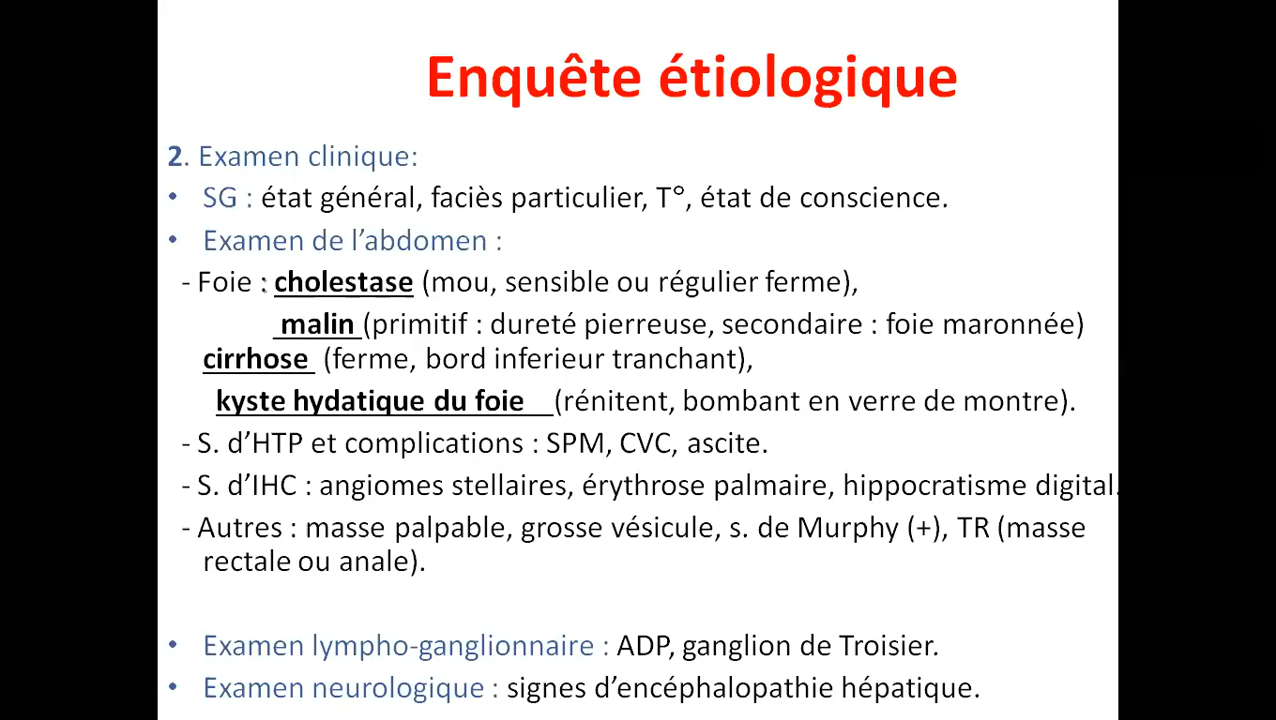 Enquête étiologique
2. Examen clinique:
• SG : état général, faciès particulier, T°, état de conscience.
• Examen de l’abdomen :
- Foie : cholestase (mou, sensible ou régulier ferme),
malin (primitif : dureté pierreuse, secondaire : foie maronnée)
cirrhose (ferme, bord inferieur tranchant),
kyste hydatique du foie (rénitent, bombant en verre de montre).
- S. d’HTP et complications : SPM, CVC, ascite.
- S. d’IHC : angiomes stellaires, érythrose palmaire, hippocratisme digital.
- Autres : masse palpable, grosse vésicule, s. de Murphy (+), TR (masse
rectale ou anale).
• Examen lympho-ganglionnaire : ADP, ganglion de Troisier.
• Examen neurologique : signes d’encéphalopathie hépatique.